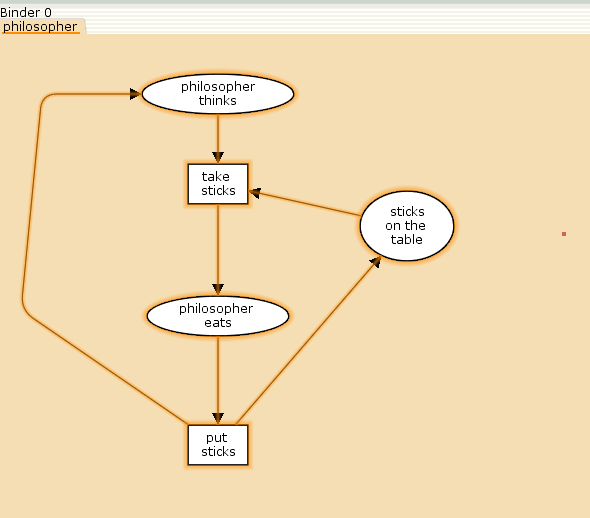 Binder 0
philosopher
philosopher
thinks
take
sticks
sticks
on the
table
philosopher
eats
put
sticks